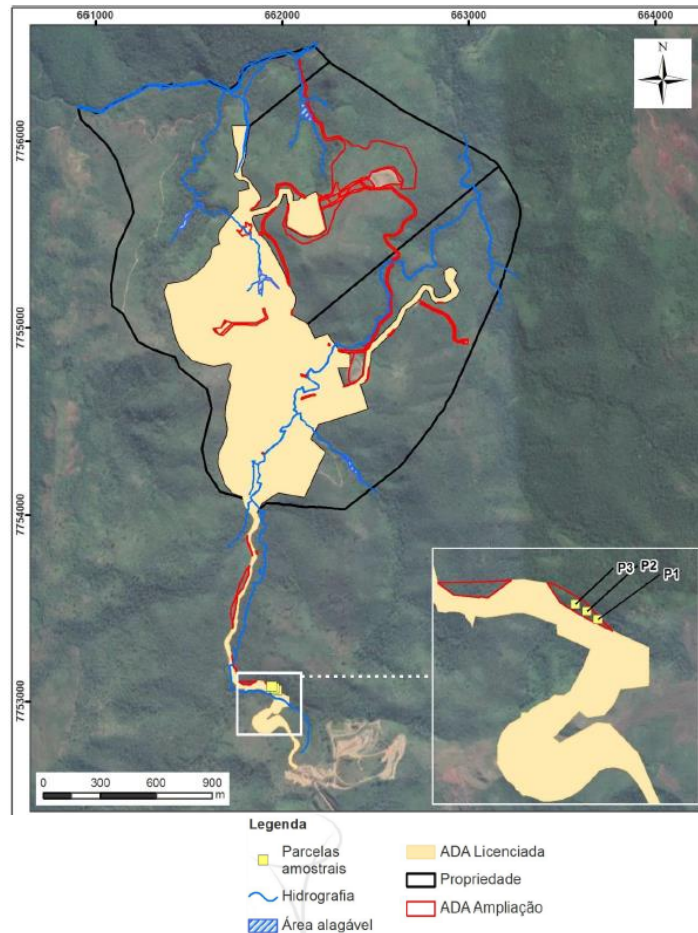 661000
662000
663000
664000
N
7756000
7755000
7754000
7753000
P3
P2
P1
0
300
600
900
m
Legenda
Parcelas
amostrais
Hidrografia
Área alagável
ADA Licenciada
Propriedade
ADA Ampliação